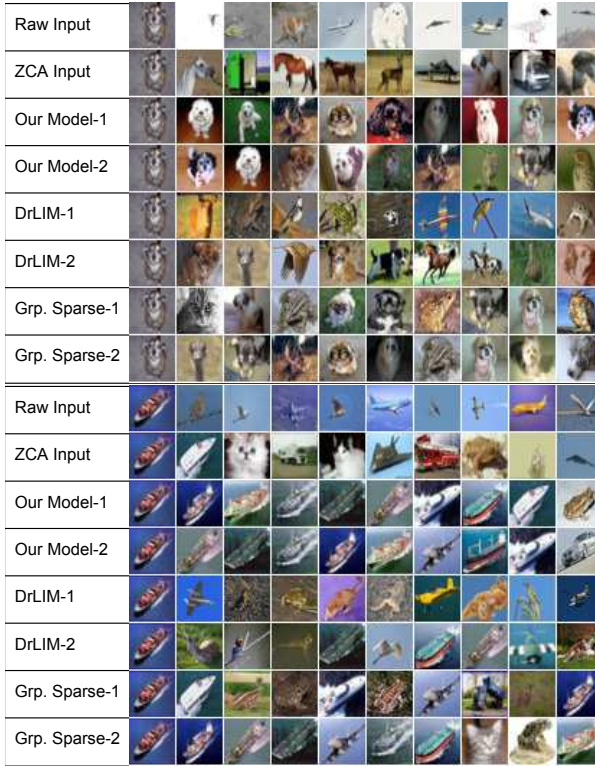 Raw Input
ZCA Input
Our Model-1
Our Model-2
DrLIM-1
DrLIM-2
Grp. Sparse-1
Grp. Sparse-2
Raw Input
ZCA Input
Our Model-1
Our Model-2
DrLIM-1
DrLIM-2
Grp. Sparse-1
Grp. Sparse-2